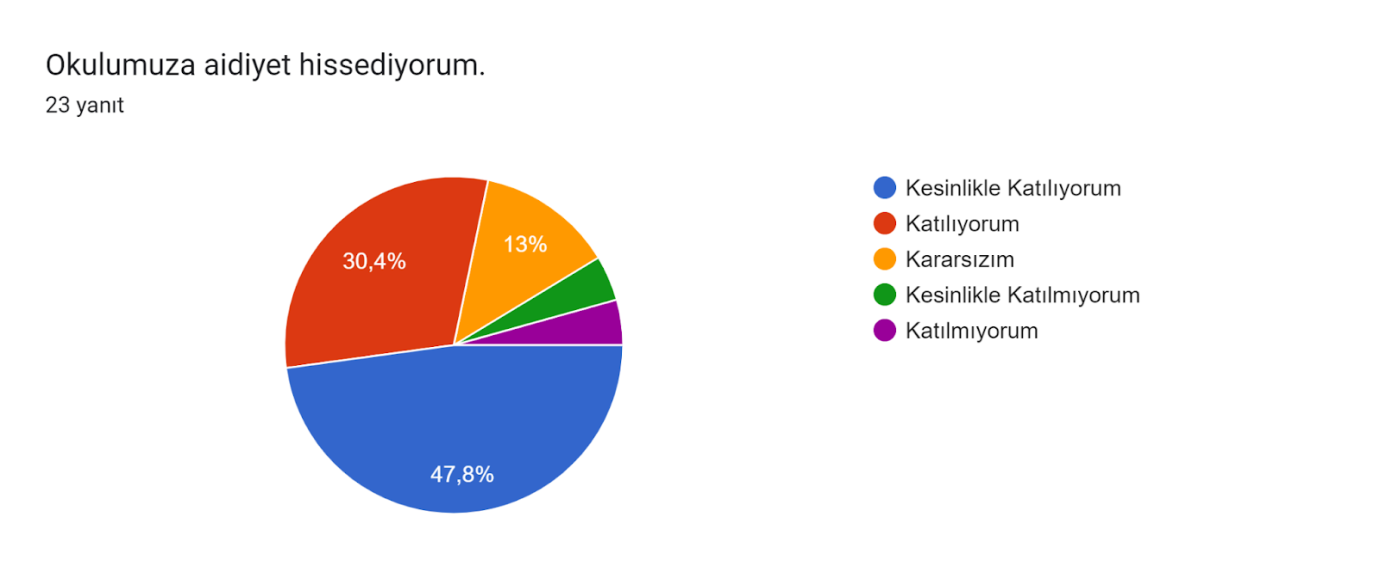 Okulumuza aidiyet hissediyorum.
23 yanıt
Kesinlikle Katılıyorum
Katılıyorum
Kararsızım
Kesinlikle Katılmıyorum
Katılmıyorum
13%
30,4%
47,8%